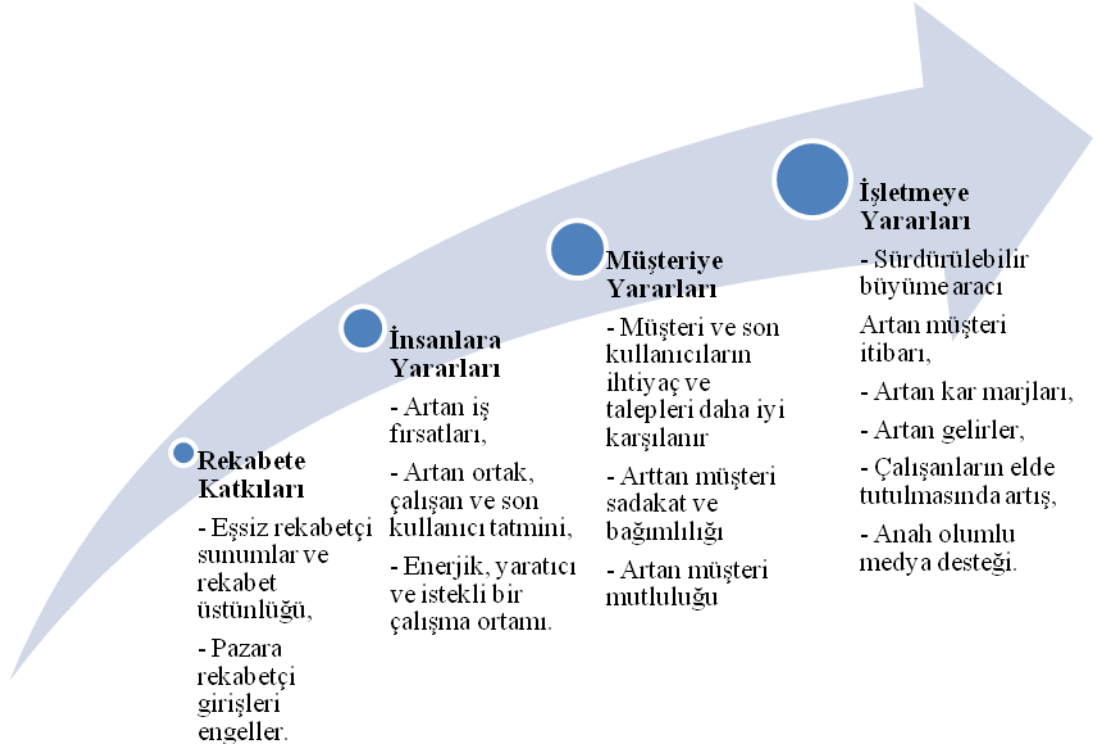 Rekabete
Katkıları
- Eşsiz rekabetçi
sunumlar ve
rekabet
üstünlüğü,
- Pazara
rekabetçi
girişleri
engeller.
İnsanlara
Yararları
- Artan iş
fırsatları,
- Artan ortak,
çalışan ve son
kullanıcı tatmini,
- Enerjik, yaratıcı
ve istekli bir
çalışma ortamı.
Müşteriye
Yararları
- Müşteri ve son
kullanıcıların
ihtiyaç ve
talepleri daha iyi
karşılanır
- Arttan müşteri
sadakat ve
bağımlılığı
- Artan müşteri
mutluluğu
İşletmeye
Yararları
- Sürdürülebilir
büyüme aracı
Artan müşteri
itibarı,
- Artan kar marjları,
- Artan gelirler,
- Çalışanların elde
tutulmasında artış,
- Anah olumlu
medya desteği.